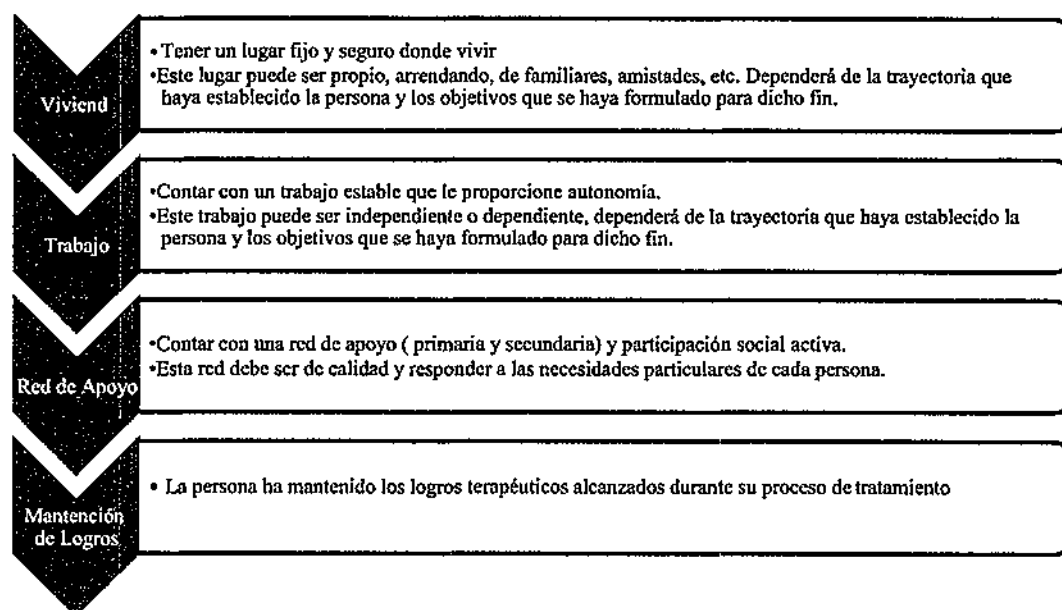 Viviend
• Tener un lugar fijo y seguro donde vivir
•Este lugar puede ser propio, arrendando, de familiares, amistades, etc. Dependerá de la trayectoria que
haya establecido la persona y los objetivos que se haya formulado para dicho fin.
Trabajo
•Contar con un trabajo estable que le proporcione autonomía.
•Este trabajo puede ser independiente o dependiente, dependerá de la trayectoria que haya establecido la
persona y los objetivos que se haya formulado para dicho fin.
Red de Apoyo
•Contar con una red de apoyo ( primaria y secundaria) y participación social activa.
•Esta red debe ser de calidad y responder a las necesidades particulares de cada persona.
Mantención
de Logros
• La persona ha mantenido los logros terapéuticos alcanzados durante su proceso de tratamiento